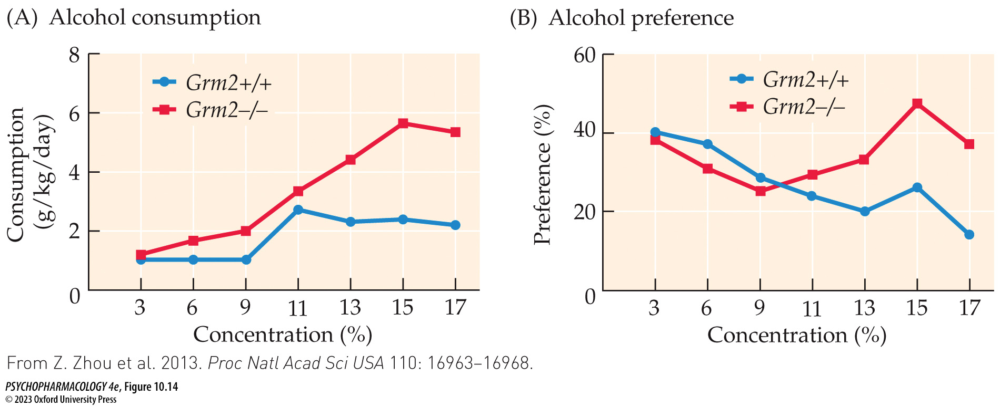 (A) Alcohol consumption
8
6
4
2
0
Consumption
(g/kg/day)
Grm2+/+
Grm2–/–
3 6 9 11 13 15 17
Concentration (%)
(B) Alcohol preference
60
40
20
0
Preference (%)
Grm2+/+
Grm2–/–
3 6 9 11 13 15 17
Concentration (%)
From Z. Zhou et al. 2013. Proc Natl Acad Sci USA 110: 16963–16968.
PSYCHOPHARMACOLOGY 4e, Figure 10.14
© 2023 Oxford University Press